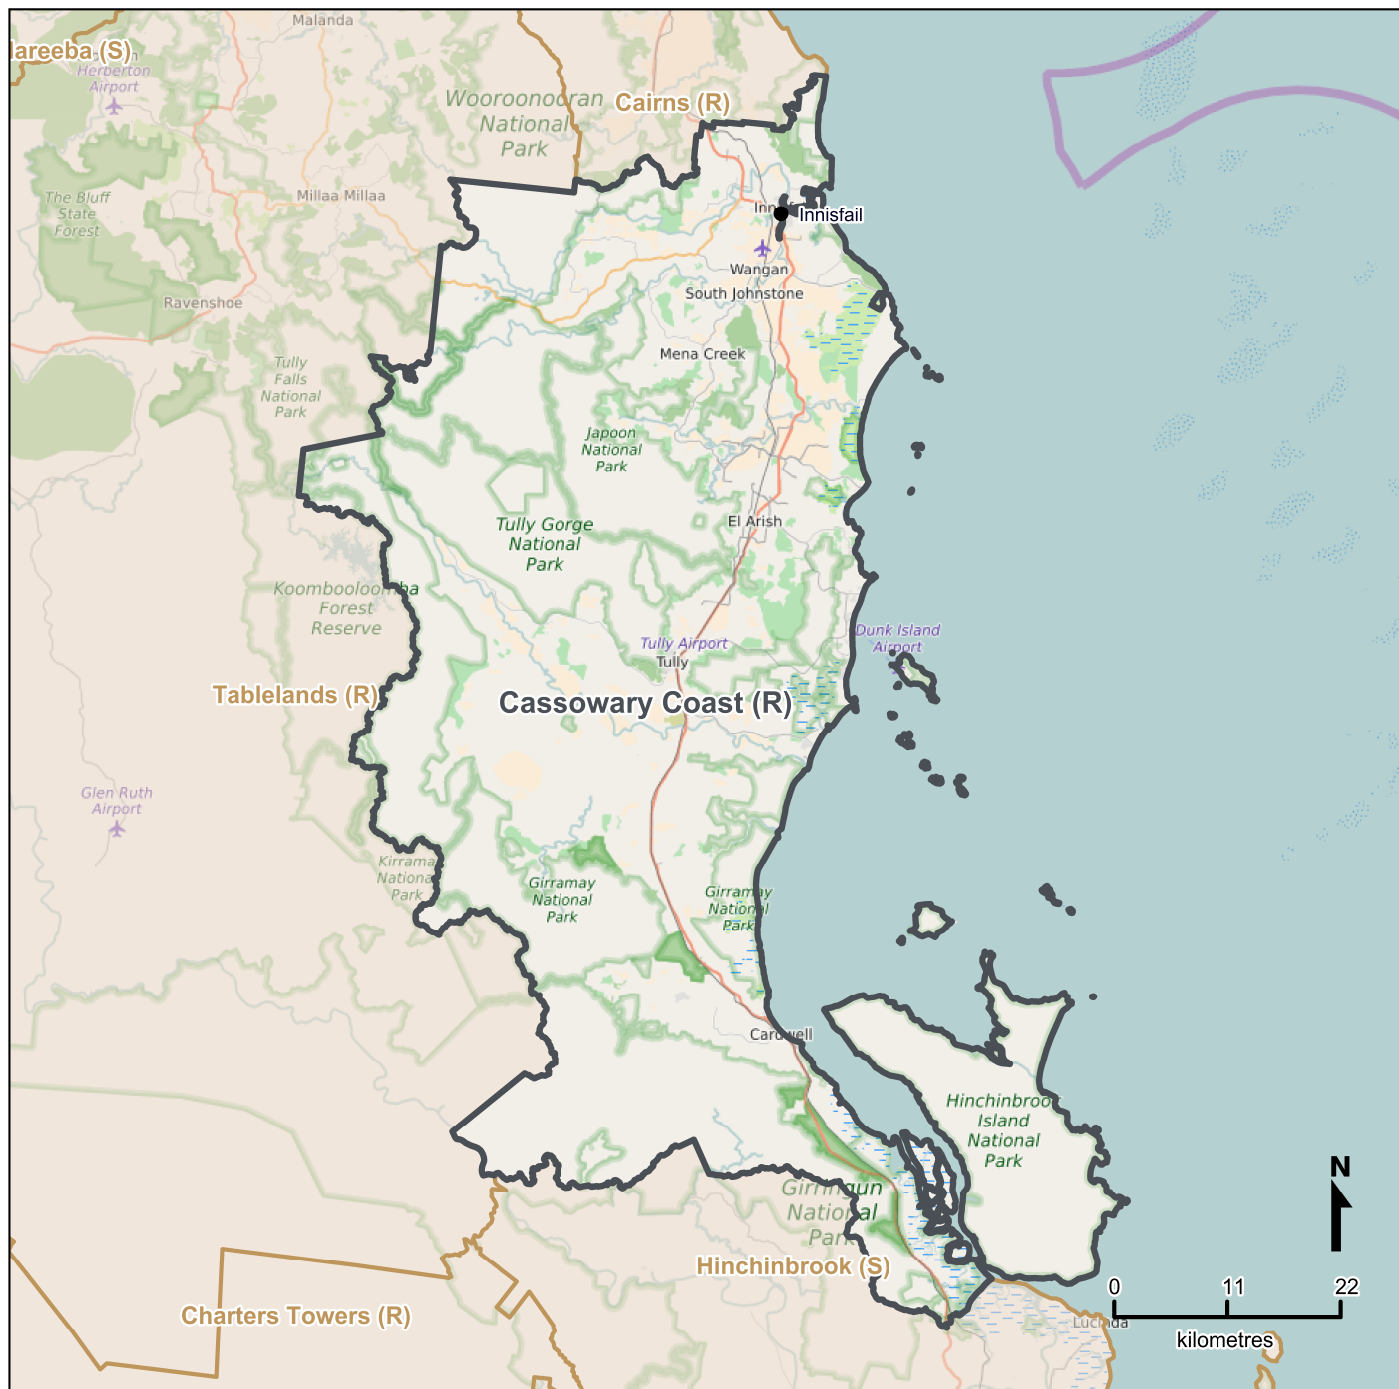 Malanda
lareeba (S)
Herberton
Airport
Wooroonooran
National
Park
Cairns (R)
The Bluff
State
Forest
Millaa Millaa
Innisfail
Wangan
South Johnstone
Ravenshoe
Mena Creek
Tully
Falls
National
Park
Japoon
National
Park
El Arish
Tully Gorge
National
Park
Koombooloomba
Forest
Reserve
Dunk Island
Airport
Tully Airport
Tully
Tablelands (R)
Cassowary Coast (R)
Glen Ruth
Airport
Kirrama
National
Park
Girramay
National
Park
Girramay
National
Park
Cardwell
Hinchinbrook
Island
National
Park
N
Girringun
National
Park
Hinchinbrook (S)
Charters Towers (R)
0 11 22
kilometres
Lucinda